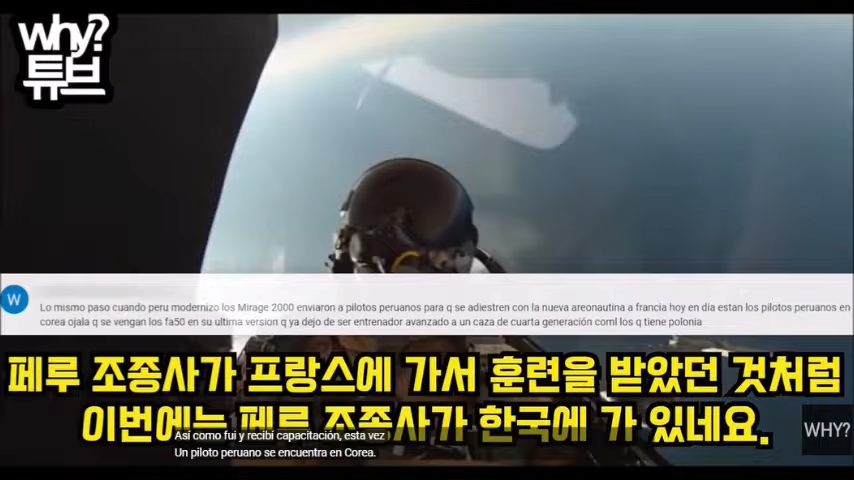 why?
튜브
W
Lo mismo paso cuando peru modernizo los Mirage 2000 enviaron a pilotos peruanos para q se adiestren con la nueva areonautina a francia hoy en día estan los pilotos peruanos en
corea ojala q se vengan los fa50 en su ultima version q ya dejo de ser entrenador avanzado a un caza de cuarta generación coml los q tiene polonia
페루 조종사가 프랑스에 가서 훈련을 받았던 것처럼
이번에는 페루 조종사가 한국에 가 있네요.
WHY?
Así como fui y recibí capacitación, esta vez
Un piloto peruano se encuentra en Corea.